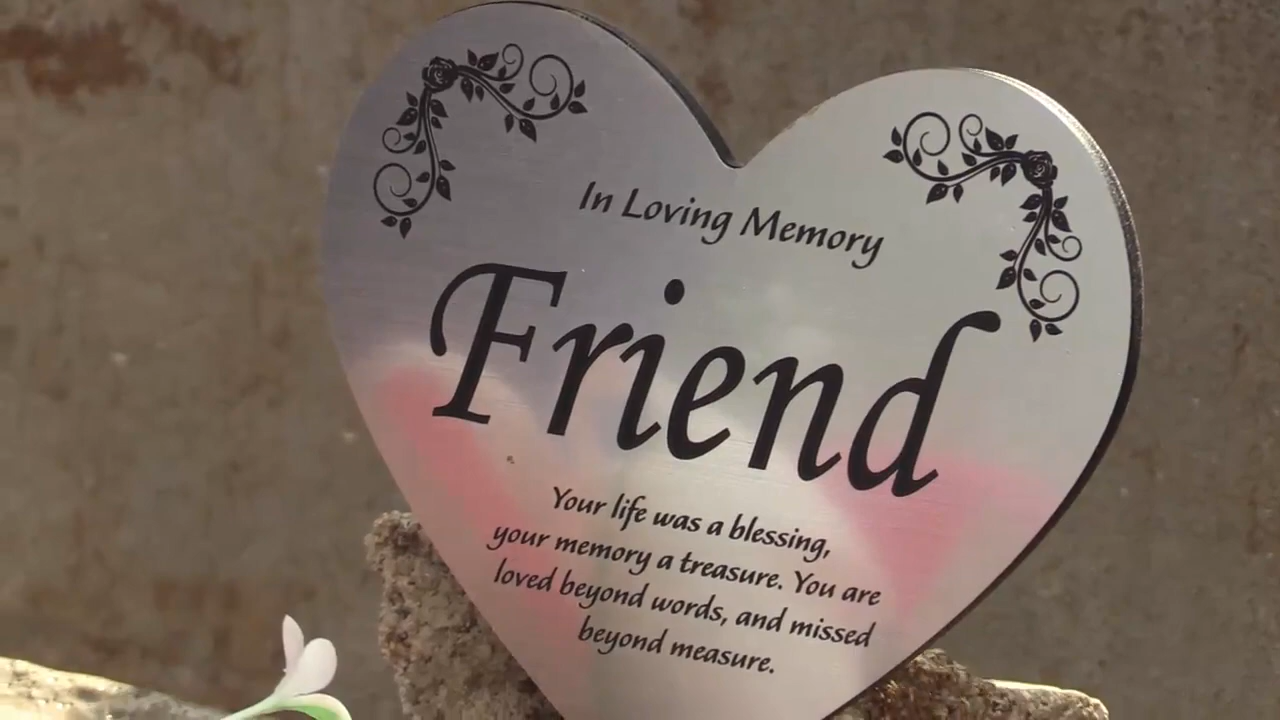 In Loving Memory
Friend
Your life was a blessing,
your memory a treasure. You are
loved beyond words, and missed
beyond measure.